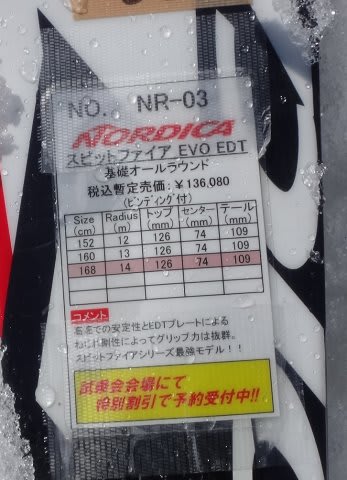 NO. NR-03
NORDICA
スピットファイア EVO EDT
基礎オールラウンド
税込暫定売価：￥136,080
(ビンディング付)
Size (cm) Radius (m) トップ (mm) センター (mm) テール (mm)
152 12 126 74 109
160 13 126 74 109
168 14 126 74 109
コメント
高速での安定性とEDTプレートによる
ねじれ剛性によってグリップ力は抜群。
スピットファイアシリーズ最強モデル！！
試乗会会場にて
特別割引で予約受付中!!